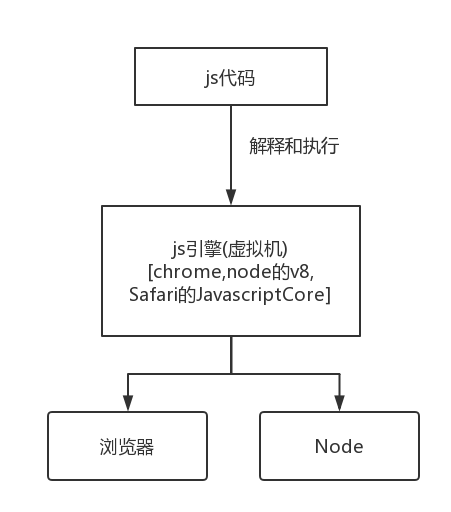 js代码
解释和执行
js引擎(虚拟机)
[chrome,node的v8,
Safari的JavascriptCore]
浏览器
Node